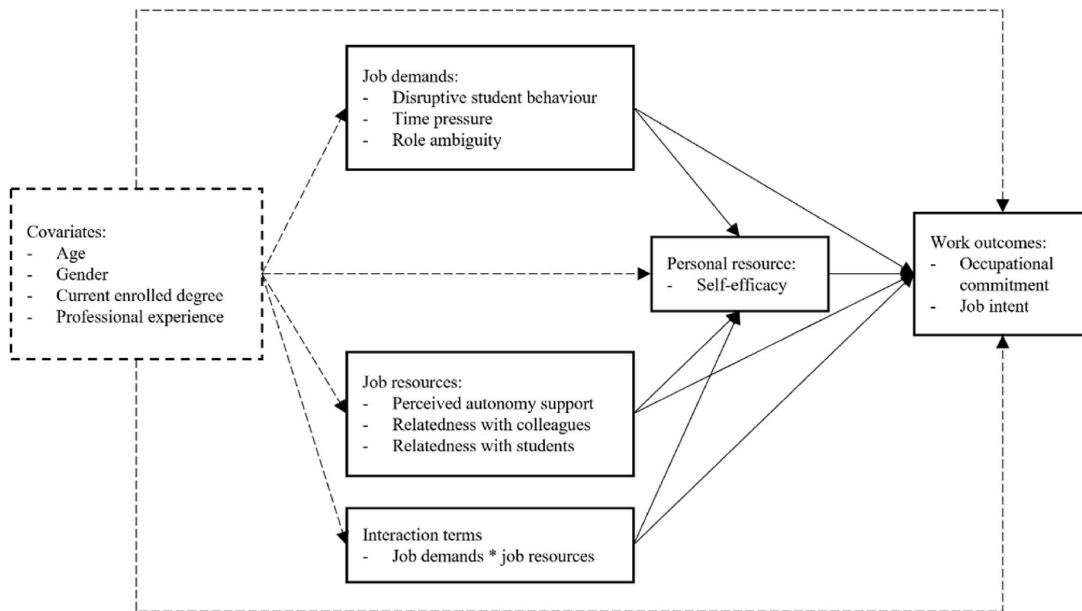 Job demands:
- Disruptive student behaviour
- Time pressure
- Role ambiguity
Covariates:
- Age
- Gender
- Current enrolled degree
- Professional experience
Personal resource:
- Self-efficacy
Work outcomes:
- Occupational
commitment
- Job intent
Job resources:
- Perceived autonomy support
- Relatedness with colleagues
- Relatedness with students
Interaction terms
- Job demands * job resources